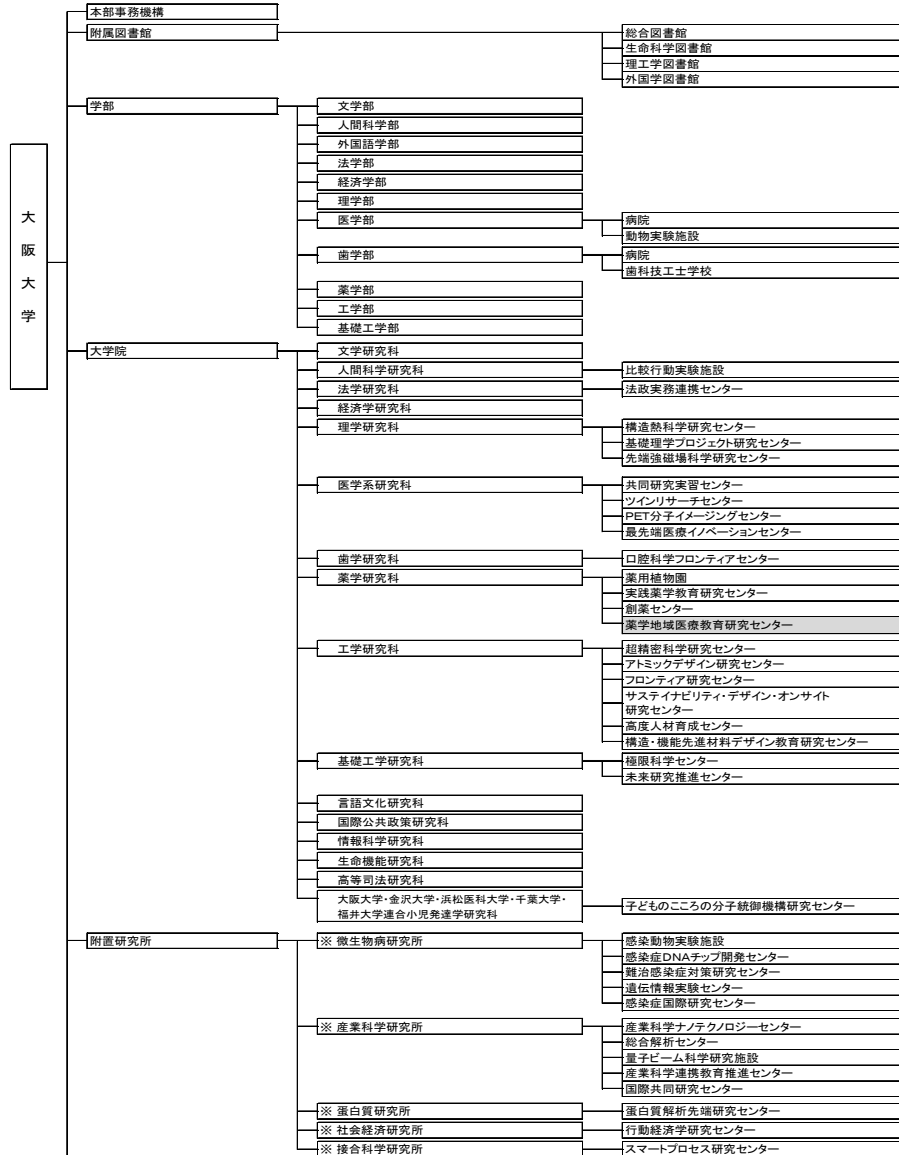 大阪大学
本部事務機構
附属図書館
総合図書館
生命科学図書館
理工学図書館
外国学図書館
学部
文学部
人間科学部
外国語学部
法学部
経済学部
理学部
医学部
病院
動物実験施設
歯学部
病院
歯科技工士学校
薬学部
工学部
基礎工学部
大学院
文学研究科
人間科学研究科
比較行動実験施設
法学研究科
法政実務連携センター
経済学研究科
理学研究科
構造熱科学研究センター
基礎理学プロジェクト研究センター
先端強磁場科学研究センター
医学系研究科
共同研究実習センター
ツインリサーチセンター
PET分子イメージングセンター
最先端医療イノベーションセンター
歯学研究科
口腔科学フロンティアセンター
薬学研究科
薬用植物園
実践薬学教育研究センター
創薬センター
薬学地域医療教育研究センター
工学研究科
超精密科学研究センター
アトミックデザイン研究センター
フロンティア研究センター
サステイナビリティ・デザイン・オンサイト
研究センター
高度人材育成センター
構造・機能先進材料デザイン教育研究センター
基礎工学研究科
極限科学センター
未来研究推進センター
言語文化研究科
国際公共政策研究科
情報科学研究科
生命機能研究科
高等司法研究科
大阪大学・金沢大学・浜松医科大学・千葉大学・
福井大学連合小児発達学研究科
子どものこころの分子統御機構研究センター
附置研究所
※ 微生物病研究所
感染動物実験施設
感染症DNAチップ開発センター
難治感染症対策研究センター
遺伝情報実験センター
感染症国際研究センター
※ 産業科学研究所
産業科学ナノテクノロジーセンター
総合解析センター
量子ビーム科学研究施設
産業科学連携教育推進センター
国際共同研究センター
※ 蛋白質研究所
蛋白質解析先端研究センター
※ 社会経済研究所
行動経済学研究センター
※ 接合科学研究所
スマートプロセス研究センター